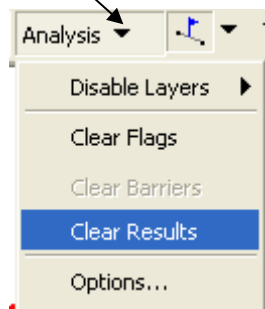 Analysis
Disable Layers
Clear Flags
Clear Barriers
Clear Results
Options...